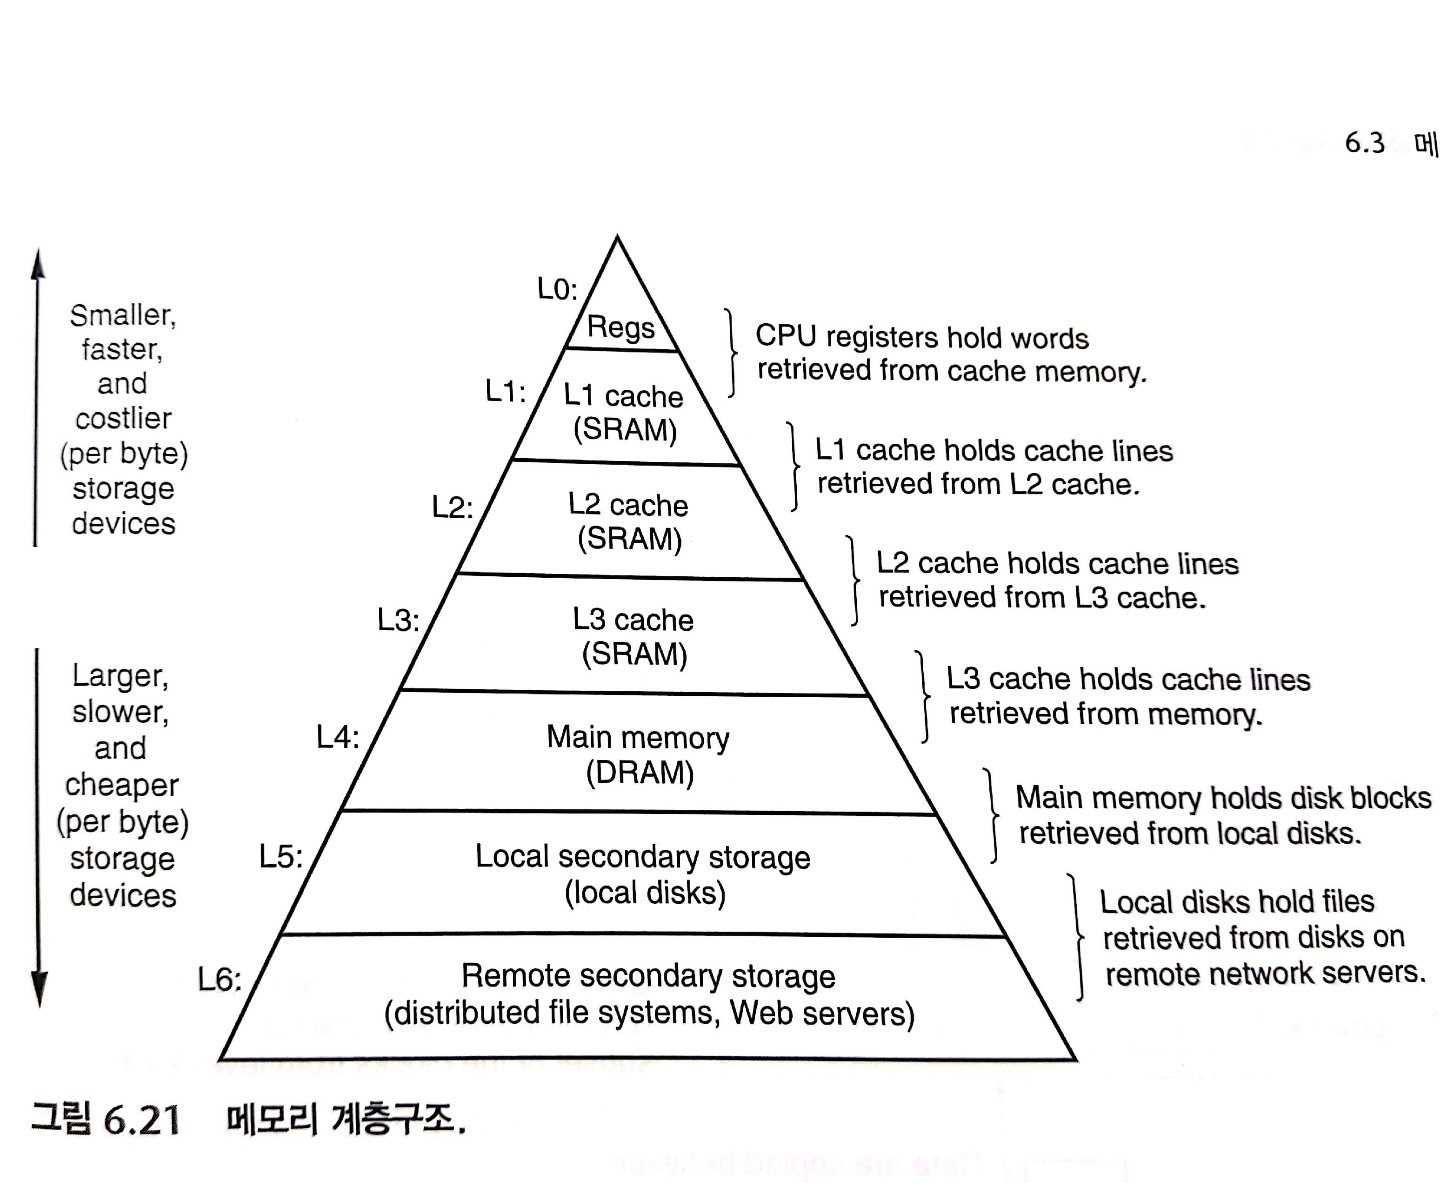 6.3 메
Smaller,
faster,
and
costlier
(per byte)
storage
devices
Larger,
slower,
and
cheaper
(per byte)
storage
devices
L0:
Regs
CPU registers hold words
retrieved from cache memory.
L1:
L1 cache
(SRAM)
L1 cache holds cache lines
retrieved from L2 cache.
L2:
L2 cache
(SRAM)
L2 cache holds cache lines
retrieved from L3 cache.
L3:
L3 cache
(SRAM)
L3 cache holds cache lines
retrieved from memory.
L4:
Main memory
(DRAM)
Main memory holds disk blocks
retrieved from local disks.
L5:
Local secondary storage
(local disks)
Local disks hold files
retrieved from disks on
remote network servers.
L6:
Remote secondary storage
(distributed file systems, Web servers)
그림 6.21 메모리 계층구조.